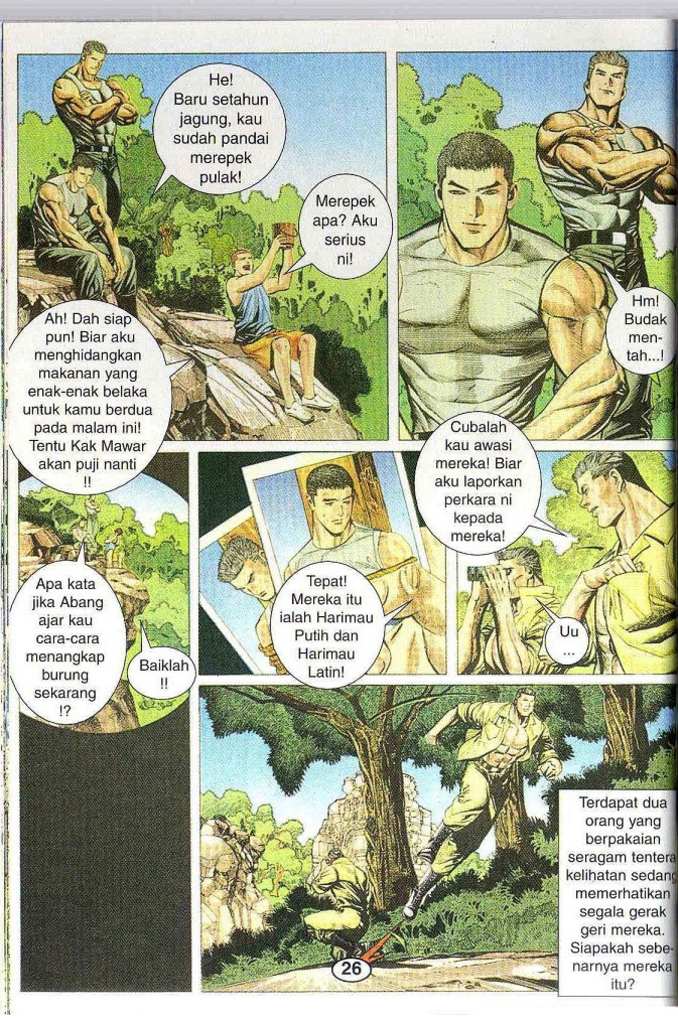 He!
Baru setahun
jagung, kau
sudah pandai
merepek
pulak!
Merepek
apa? Aku
serius
ni!
Ah! Dah siap
pun! Biar aku
menghidangkan
makanan yang
enak-enak belaka
untuk kamu berdua
pada malam ini!
Tentu Kak Mawar
akan puji nanti
!!
Hm!
Budak
men-
tah...!
Apa kata
jika Abang
ajar kau
cara-cara
menangkap
burung
sekarang
!?
Baiklah
!!
Tepat!
Mereka itu
ialah Harimau
Putih dan
Harimau
Latin!
Cubalah
kau awasi
mereka! Biar
aku laporkan
perkara ni
kepada
mereka!
Uu
...
Terdapat dua
orang yang
berpakaian
seragam tentera
kelihatan sedang
memerhatikan
segala gerak
geri mereka.
Siapakah sebe-
narnya mereka
itu?
26